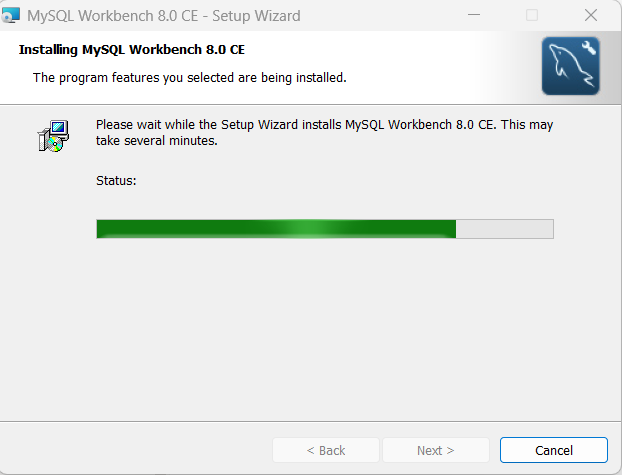 MySQL Workbench 8.0 CE - Setup Wizard
Installing MySQL Workbench 8.0 CE
The program features you selected are being installed.
Please wait while the Setup Wizard installs MySQL Workbench 8.0 CE. This may
take several minutes.
Status:
< Back
Next >
Cancel